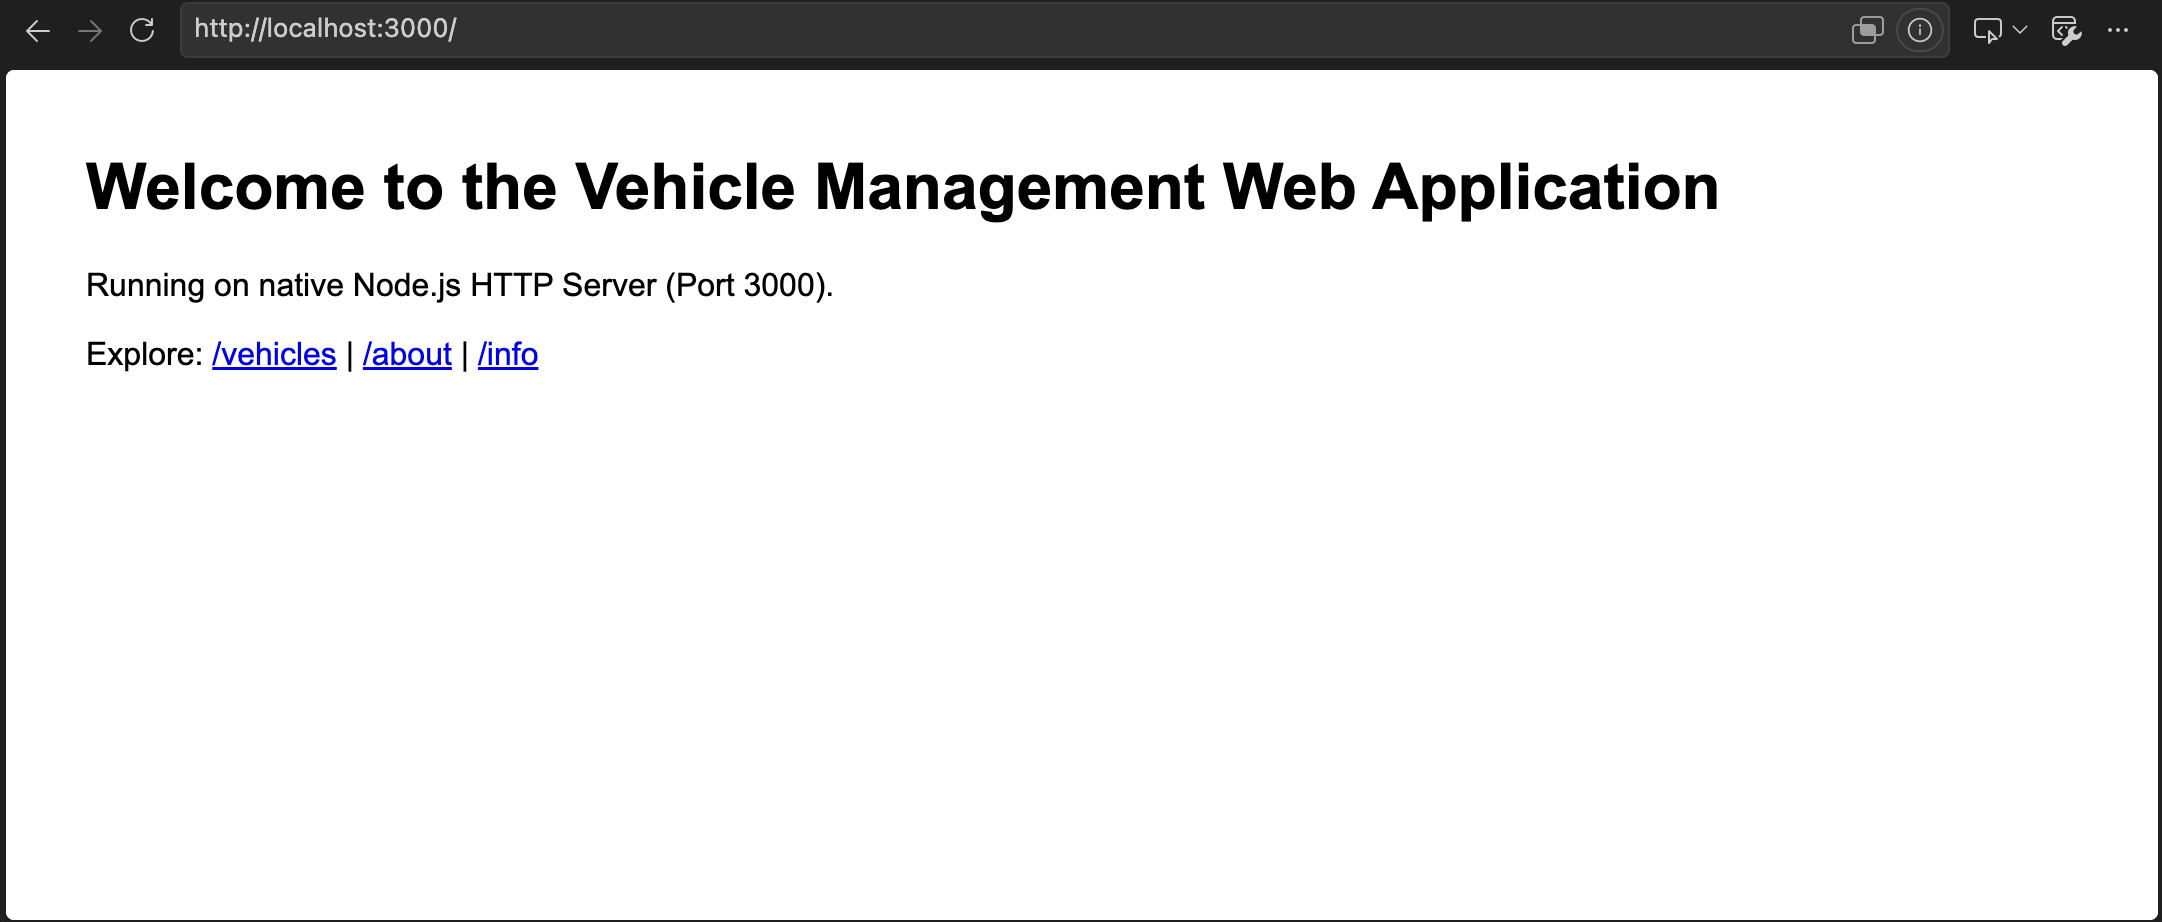 http://localhost:3000/
Welcome to the Vehicle Management Web Application
Running on native Node.js HTTP Server (Port 3000).
Explore: /vehicles | /about | /info